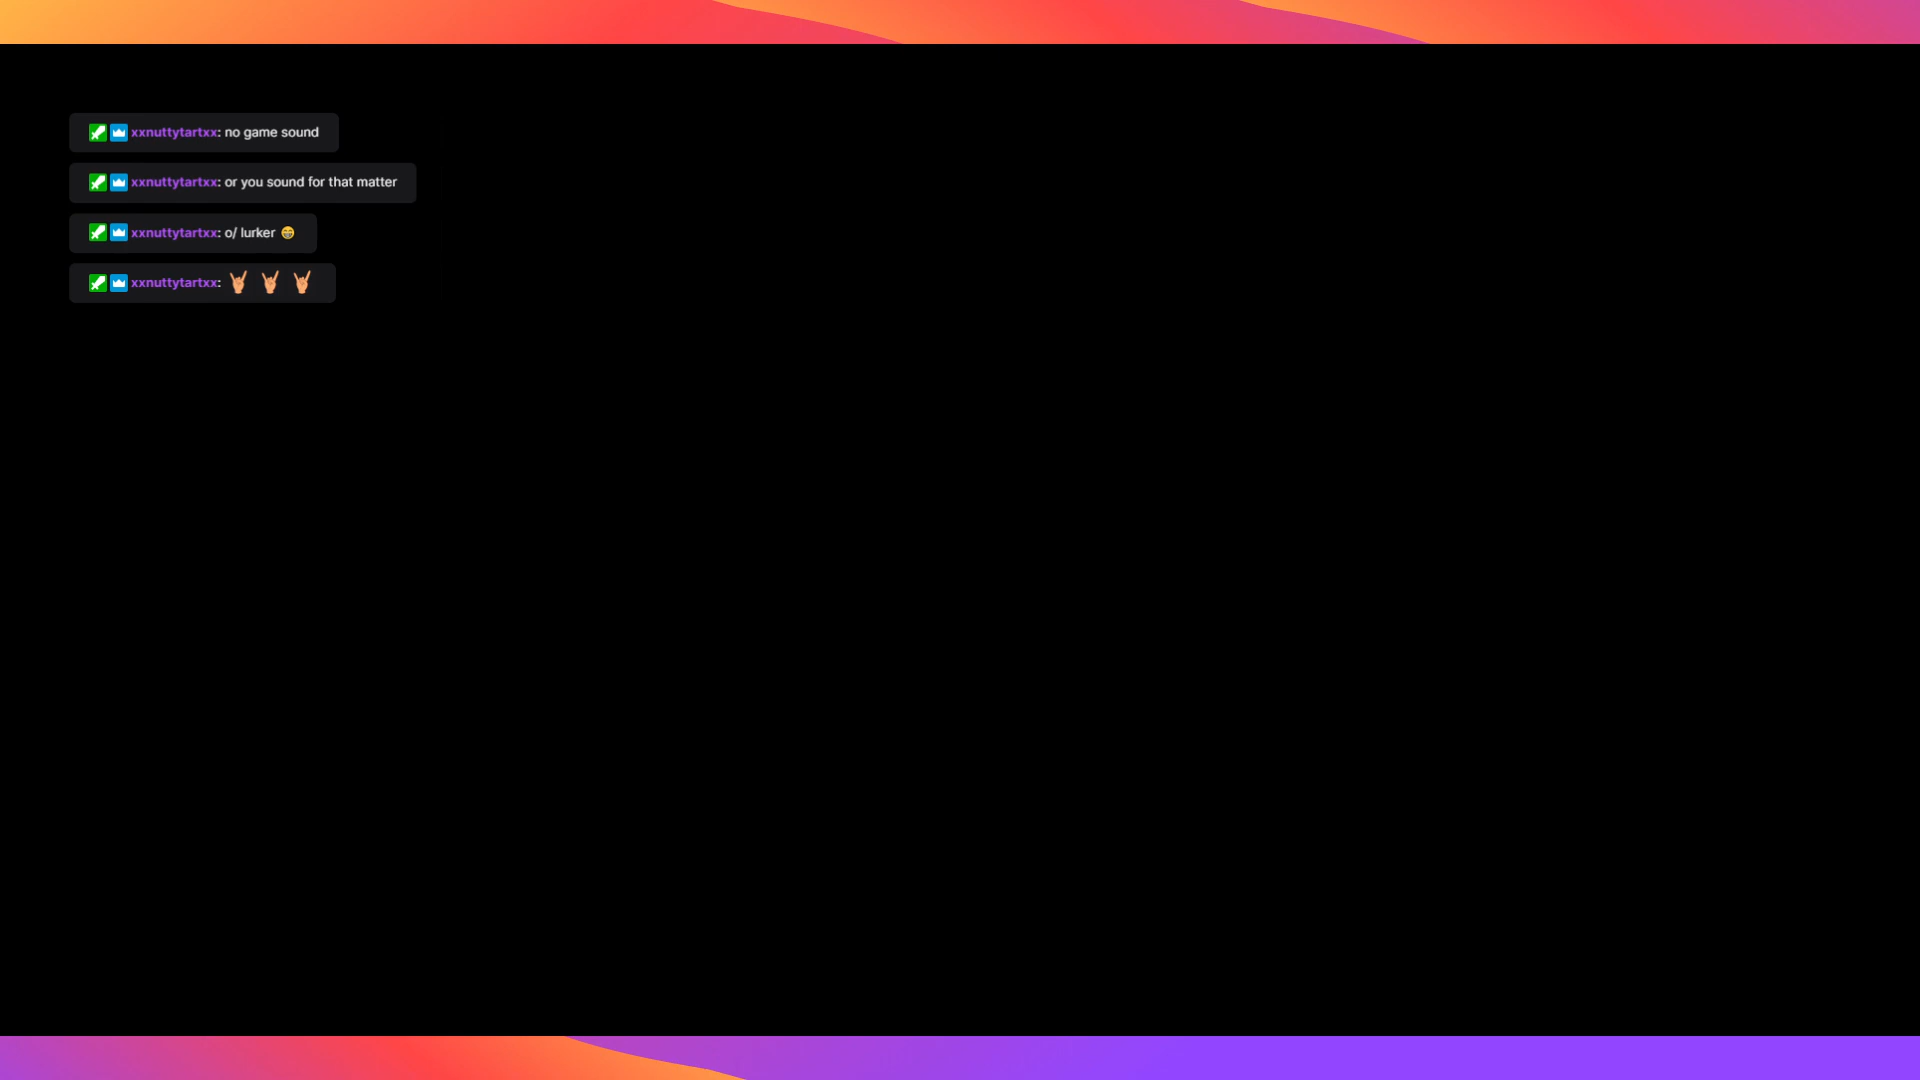 xxnuttytartxx: no game sound
xxnuttytartxx: or you sound for that matter
xxnuttytartxx: o/ lurker 😁
xxnuttytartxx: 🤘🏼 🤘🏼 🤘🏼